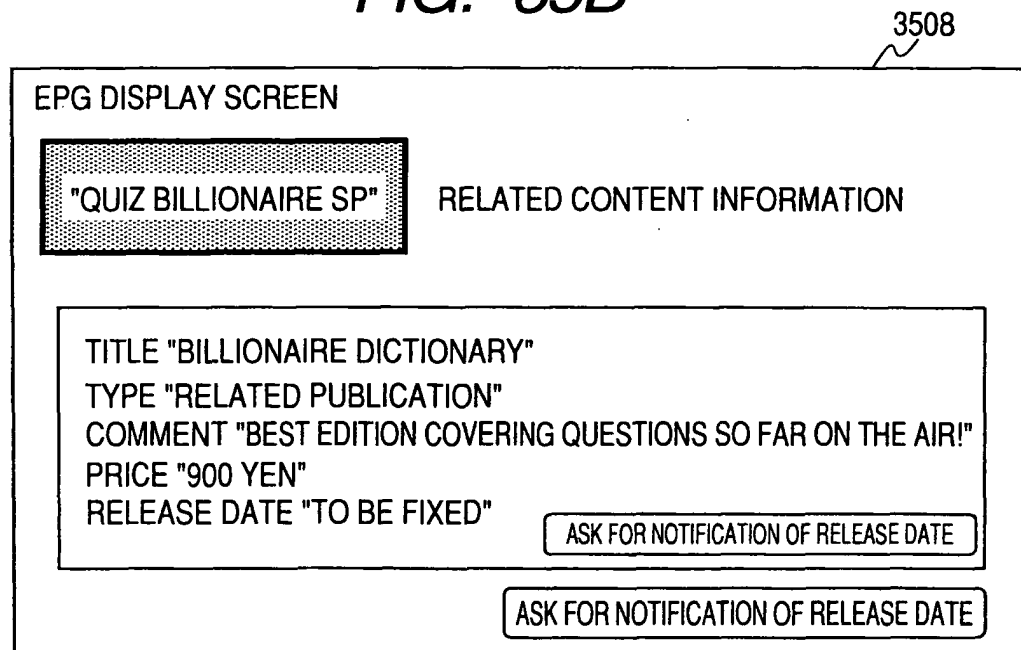 FIG. 35B
3508
EPG DISPLAY SCREEN
"QUIZ BILLIONAIRE SP" RELATED CONTENT INFORMATION
TITLE "BILLIONAIRE DICTIONARY"
TYPE "RELATED PUBLICATION"
COMMENT "BEST EDITION COVERING QUESTIONS SO FAR ON THE AIR!"
PRICE "900 YEN"
RELEASE DATE "TO BE FIXED"
ASK FOR NOTIFICATION OF RELEASE DATE
ASK FOR NOTIFICATION OF RELEASE DATE